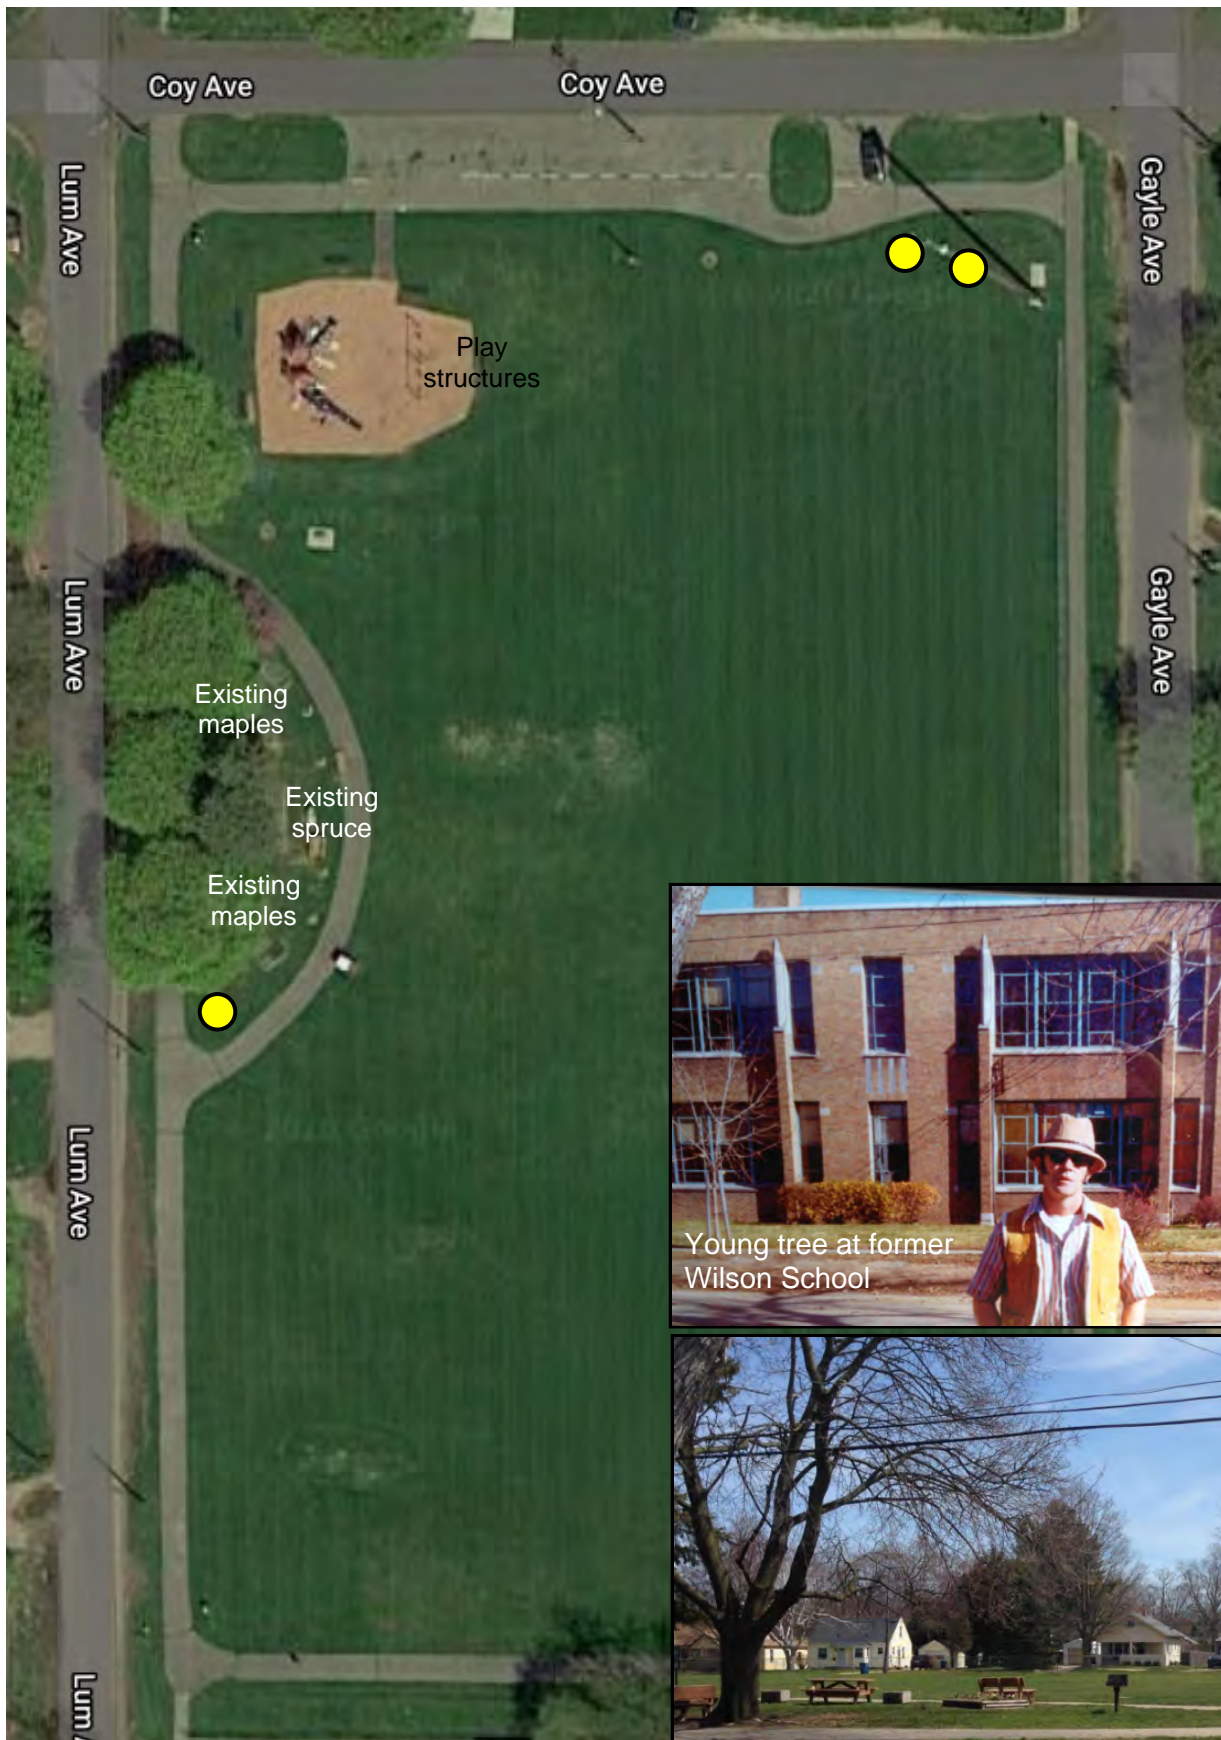 Coy Ave
Coy Ave
Lum Ave
Gayle Ave
Play
structures
Lum Ave
Gayle Ave
Existing
maples
Existing
spruce
Existing
maples
Lum Ave
Young tree at former
Wilson School
Lum A